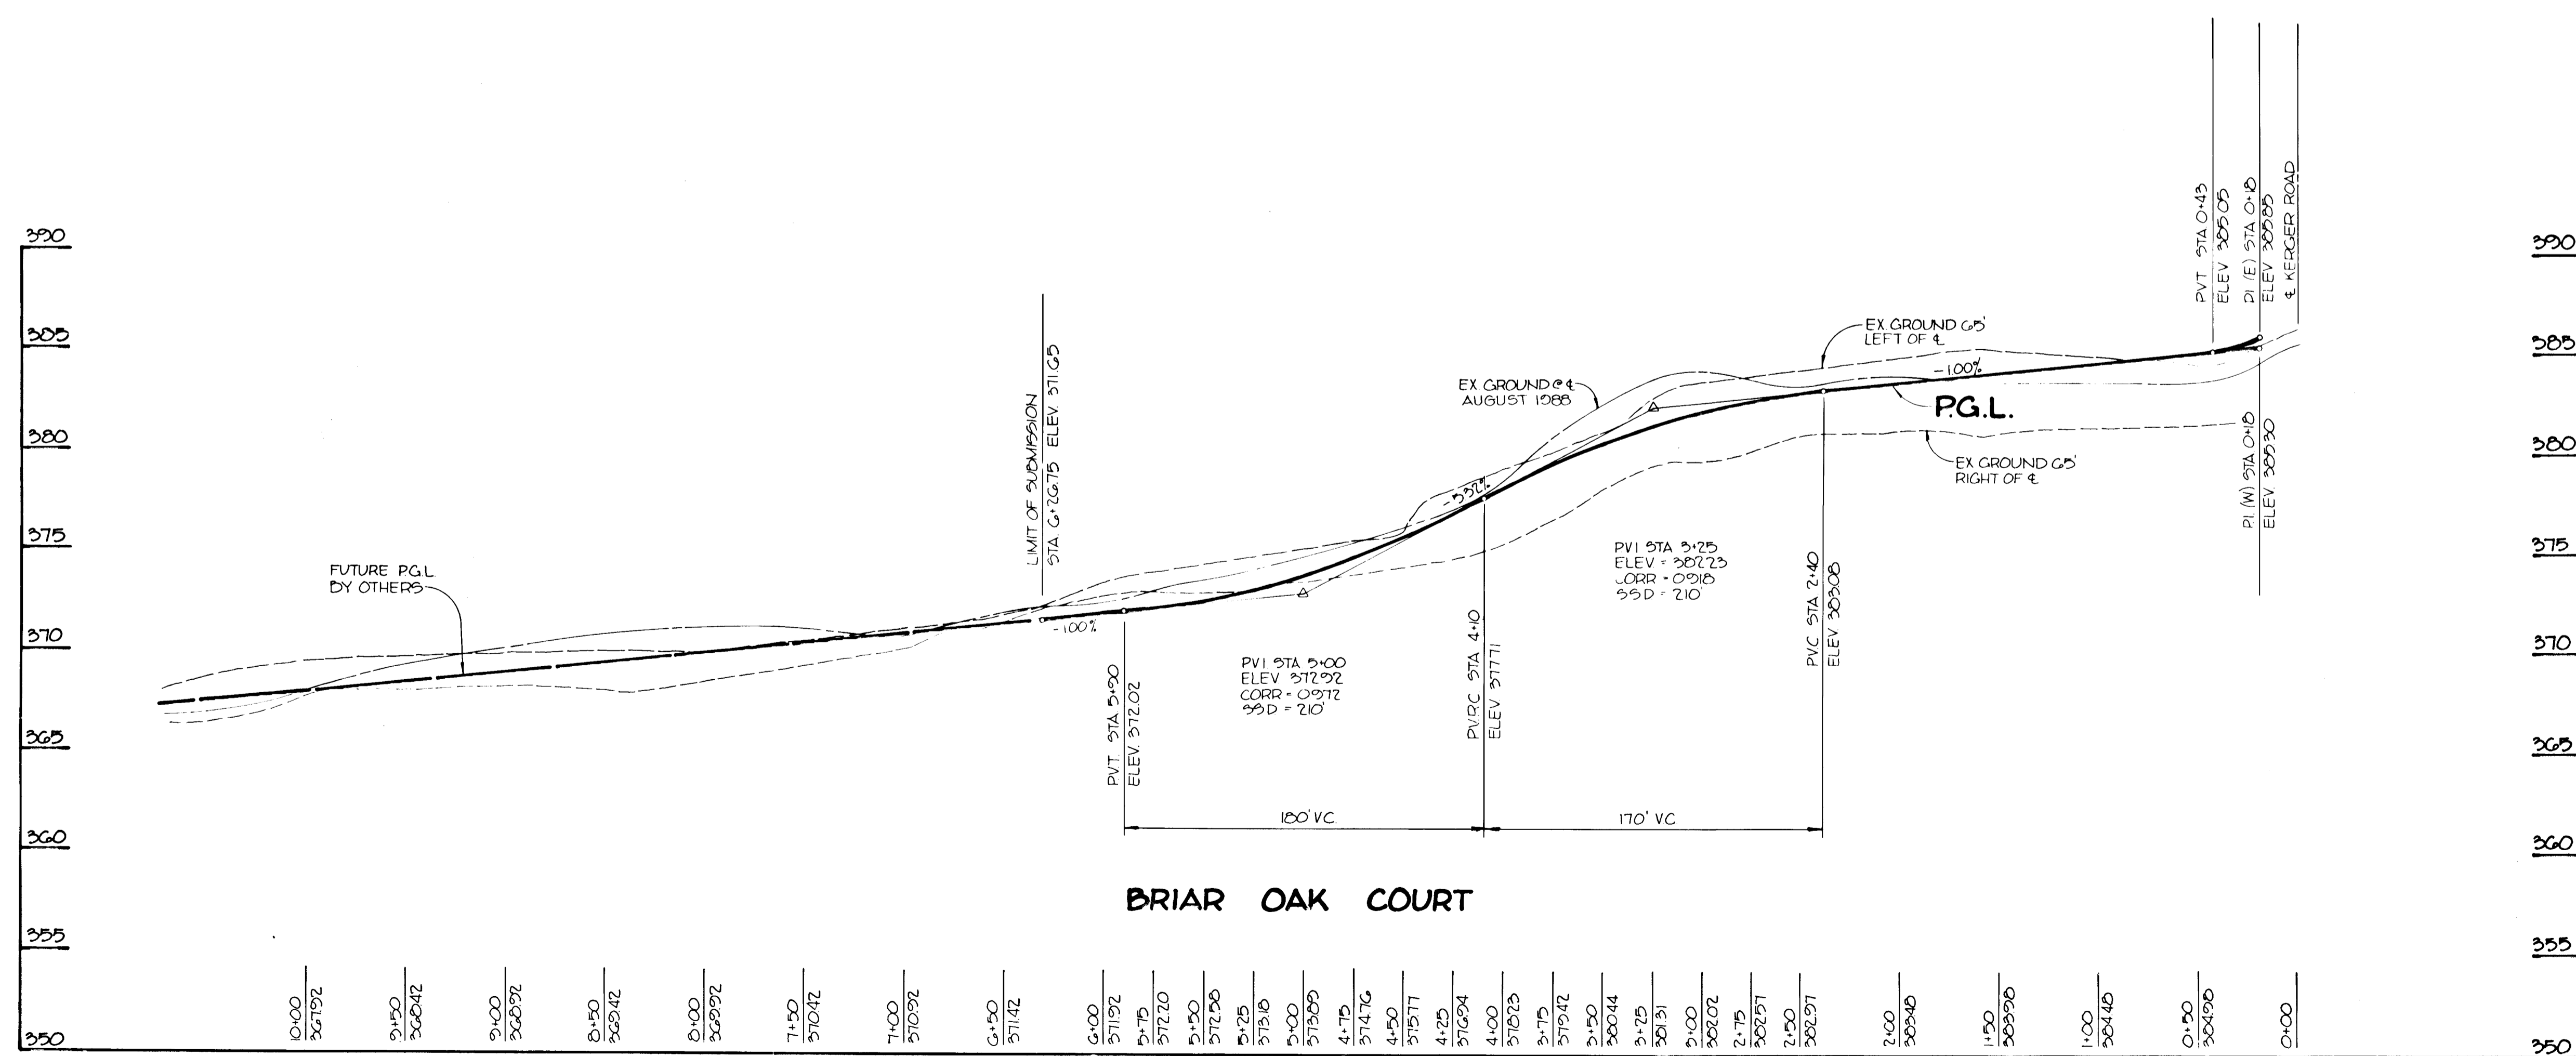 390
385
380
375
370
365
360
355
350
390
385
380
375
370
365
360
355
350
FUTURE P.G.L.
BY OTHERS
LIMIT OF SUBMISSION
STA. 6+26.75 ELEV. 371.65
-1.00%
PVT. STA 5+90
ELEV. 372.02
PVI STA 5+00
ELEV 372.92
CORR = 0.972
SSD = 210'
180' VC.
-5.32%
P.V.R.C. STA 4+10
ELEV 377.71
EX GROUND @ ℄
AUGUST 1988
PVI STA 3+25
ELEV = 382.23
CORR = 0.918
SSD = 210'
170' VC
PVC STA 2+40
ELEV 383.08
EX. GROUND 65'
LEFT OF ℄
-1.00%
P.G.L.
EX GROUND 65'
RIGHT OF ℄
PVT STA 0+43
ELEV 385.05
PI (E) STA 0+18
ELEV 385.85
℄ KERGER ROAD
PI. (W) STA. 0+18
ELEV. 385.30
BRIAR OAK COURT
10+00
367.92
9+50
368.42
9+00
368.92
8+50
369.42
8+00
369.92
7+50
370.42
7+00
370.92
6+50
371.42
6+00
371.92
5+75
372.20
5+50
372.58
5+25
373.18
5+00
373.89
4+75
374.76
4+50
375.77
4+25
376.94
4+00
378.23
3+75
379.42
3+50
380.44
3+25
381.31
3+00
382.02
2+75
382.57
2+50
382.97
2+00
383.48
1+50
383.98
1+00
384.48
0+50
384.98
0+00